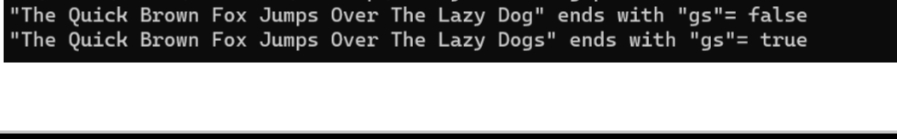 "The Quick Brown Fox Jumps Over The Lazy Dog" ends with "gs"= false
"The Quick Brown Fox Jumps Over The Lazy Dogs" ends with "gs"= true